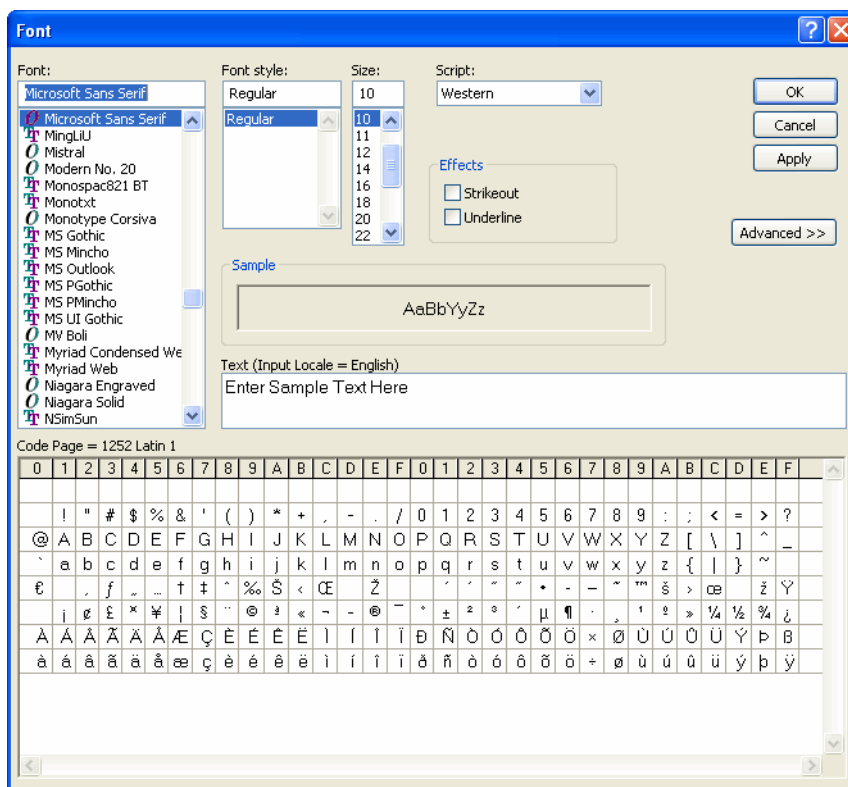 Font
Font: Font style: Size: Script:
Microsoft Sans Serif Regular 10 Western OK
Microsoft Sans Serif Regular 10
MingLiU 11 Cancel
Mistral 12
Modern No. 20 14 Effects Apply
Monospac821 BT 16
Monotxt 18 Strikeout
Monotype Corsiva 20 Underline
MS Gothic 22 Advanced >>
MS Mincho
MS Outlook Sample
MS PGothic
MS PMincho AaBbYyZz
MS UI Gothic
MV Boli
Myriad Condensed We
Myriad Web Text (Input Locale = English)
Niagara Engraved Enter Sample Text Here
Niagara Solid
NSimSun
Code Page = 1252 Latin 1
0 1 2 3 4 5 6 7 8 9 A B C D E F 0 1 2 3 4 5 6 7 8 9 A B C D E F
! " # $ % & ' ( ) * + , - . / 0 1 2 3 4 5 6 7 8 9 : ; < = > ?
@ A B C D E F G H I J K L M N O P Q R S T U V W X Y Z [ \ ] ^ _
` a b c d e f g h i j k l m n o p q r s t u v w x y z { | } ~
€ ‚ ƒ „ … † ‡ ˆ ‰ Š ‹ Œ Ž ‘ ’ “ ” • – — ˜ ™ š › œ ž Ÿ
¡ ¢ £ ¤ ¥ ¦ § ¨ © ª « ¬ - ® ¯ ° ± ² ³ ´ µ ¶ · ¸ ¹ º » ¼ ½ ¾ ¿
À Á Â Ã Ä Å Æ Ç È É Ê Ë Ì Í Î Ï Ð Ñ Ò Ó Ô Õ Ö × Ø Ù Ú Û Ü Ý Þ ß
à á â ã ä å æ ç è é ê ë ì í î ï ð ñ ò ó ô õ ö ÷ ø ù ú û ü ý þ ÿ